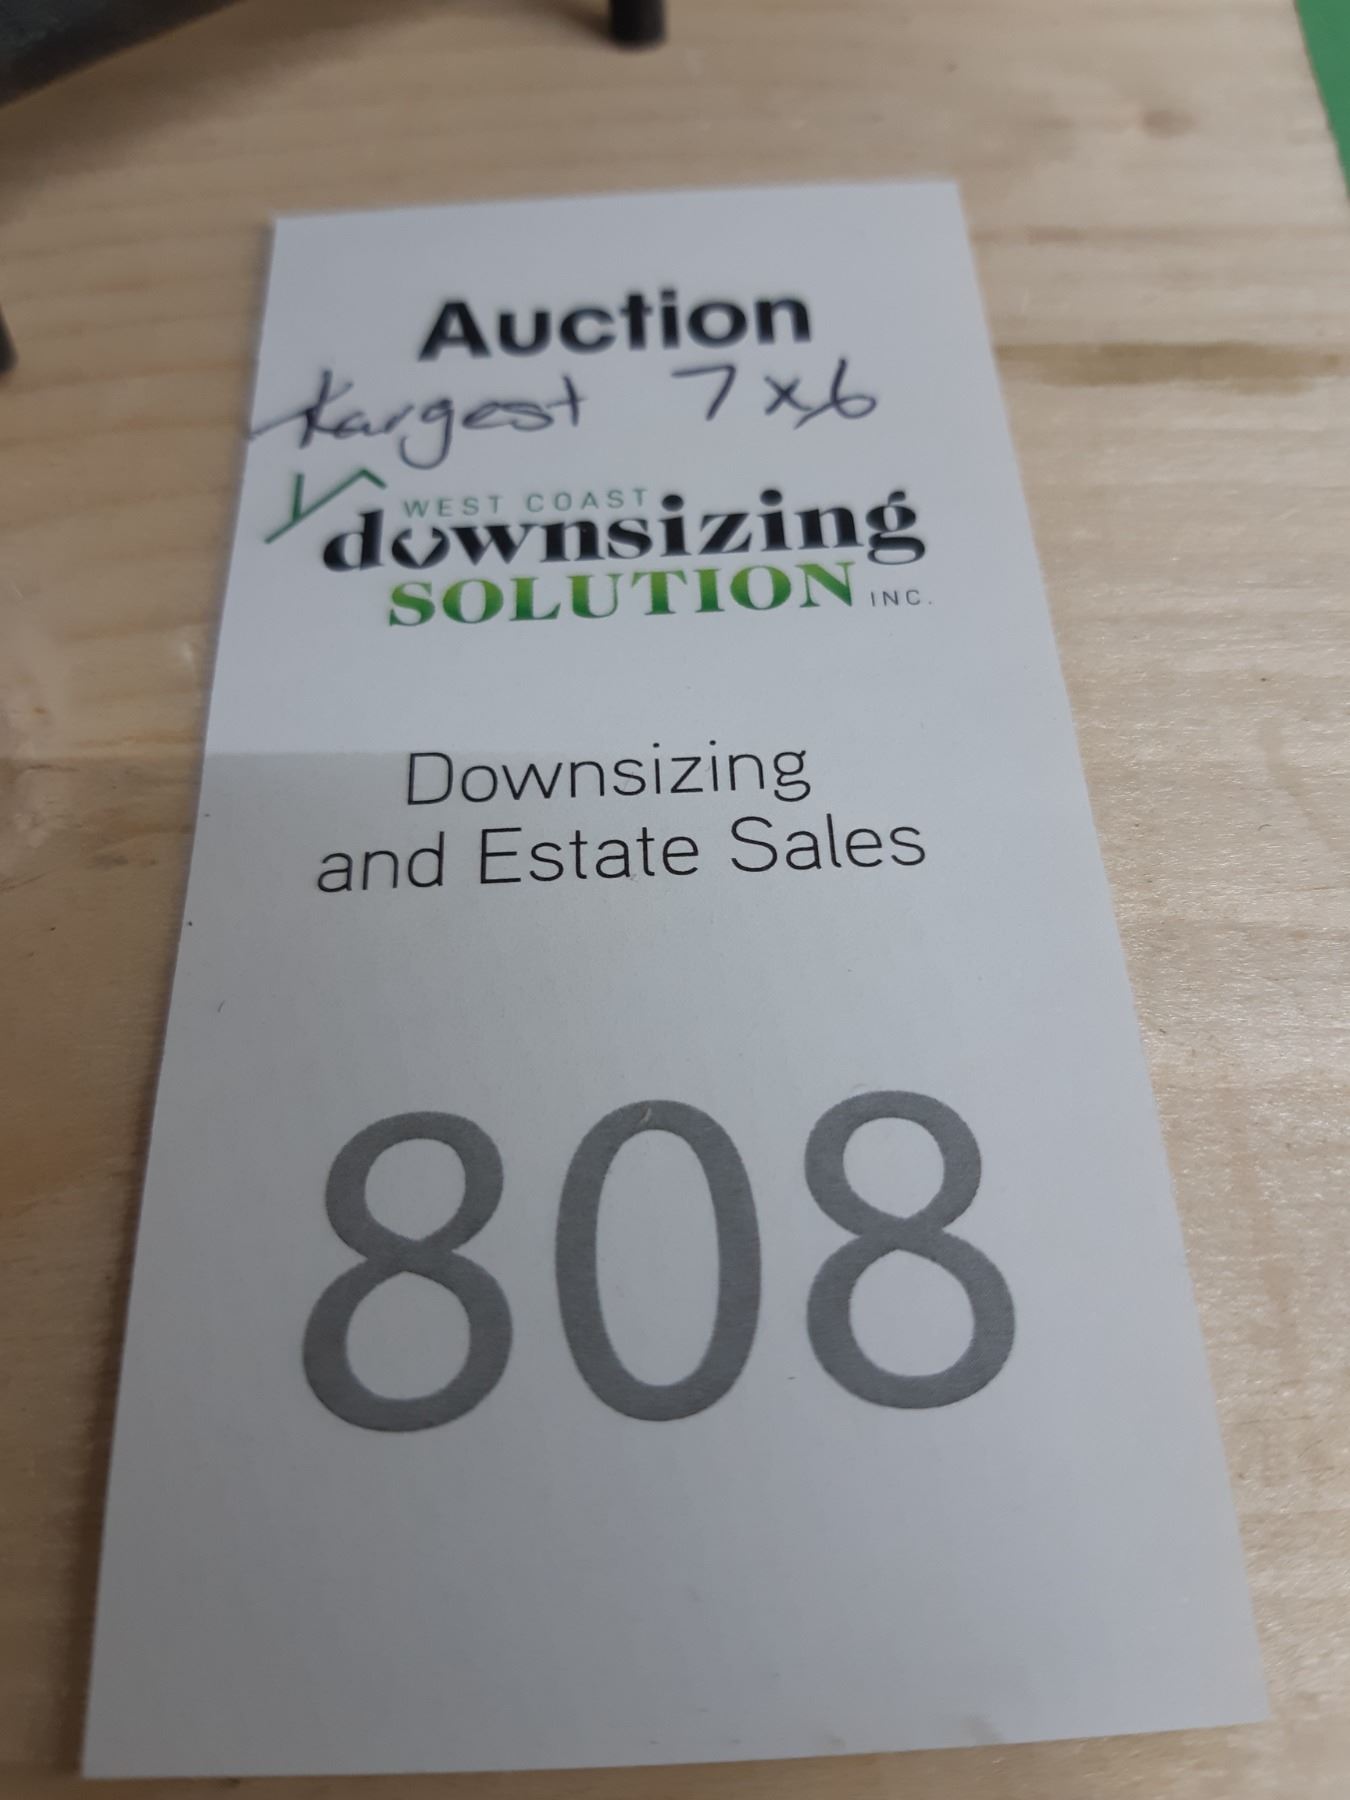 Auction
Largest 7x6
WEST COAST
downsizing
SOLUTION INC.
Downsizing
and Estate Sales
808